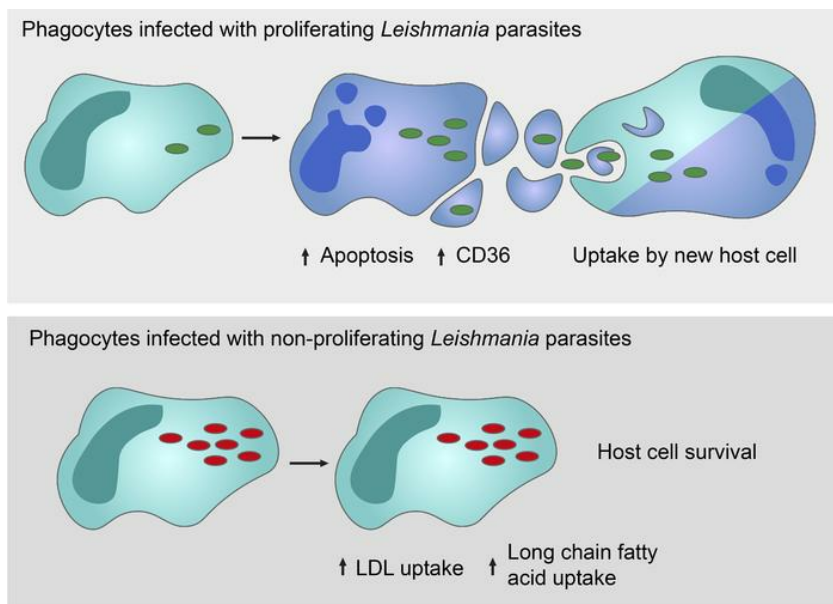 Phagocytes infected with proliferating Leishmania parasites
↑ Apoptosis ↑ CD36 Uptake by new host cell
Phagocytes infected with non-proliferating Leishmania parasites
Host cell survival
↑ LDL uptake ↑ Long chain fatty
acid uptake